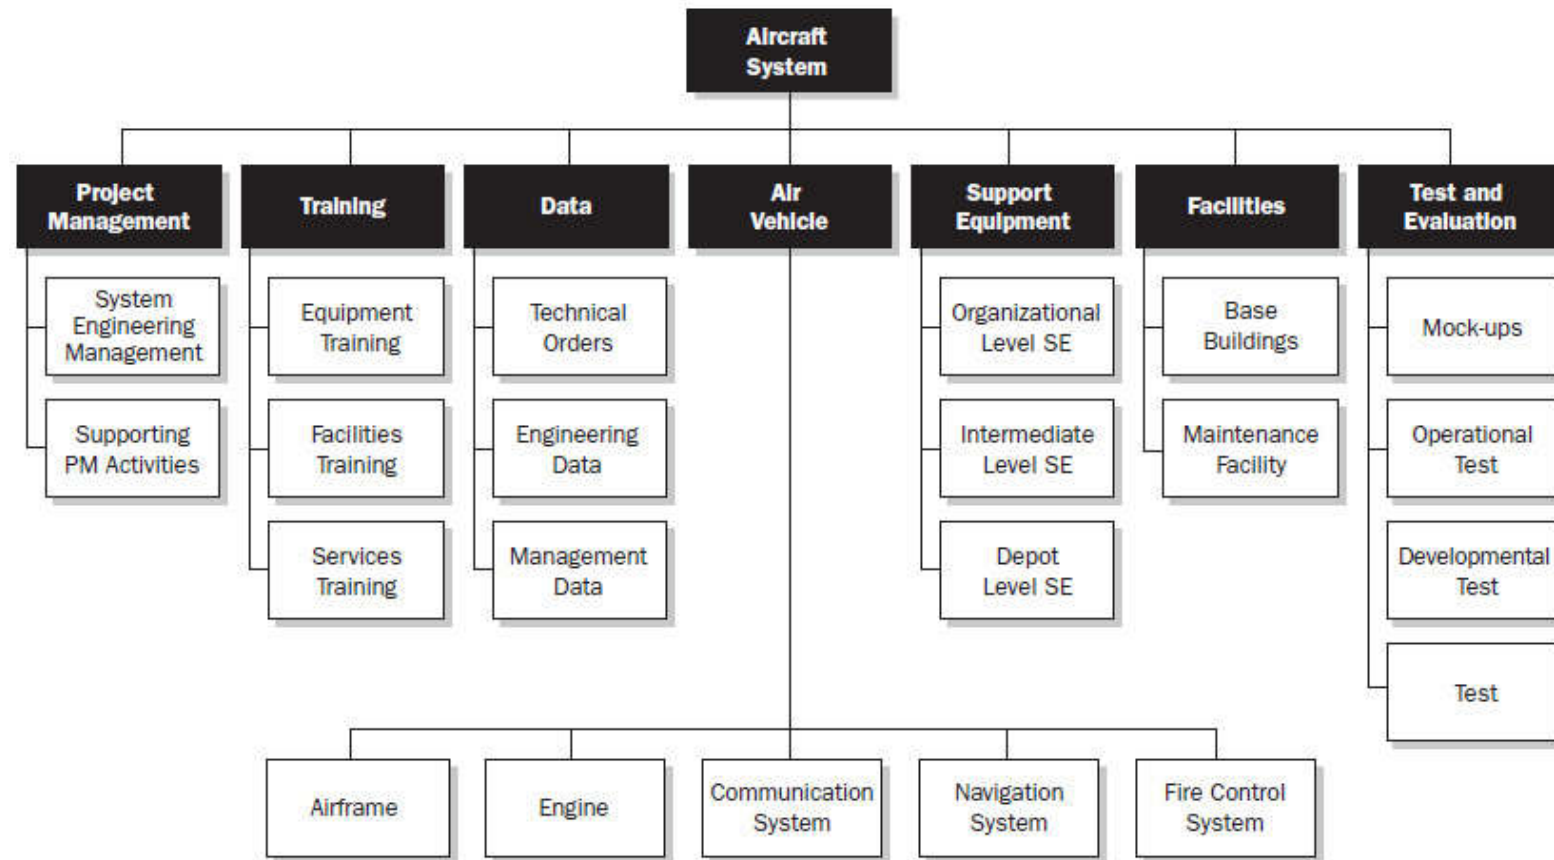 Aircraft
System
Project
Management
Training
Data
Air
Vehicle
Support
Equipment
Facilities
Test and
Evaluation
System
Engineering
Management
Supporting
PM Activities
Equipment
Training
Facilities
Training
Services
Training
Technical
Orders
Engineering
Data
Management
Data
Organizational
Level SE
Intermediate
Level SE
Depot
Level SE
Base
Buildings
Maintenance
Facility
Mock-ups
Operational
Test
Developmental
Test
Test
Airframe
Engine
Communication
System
Navigation
System
Fire Control
System